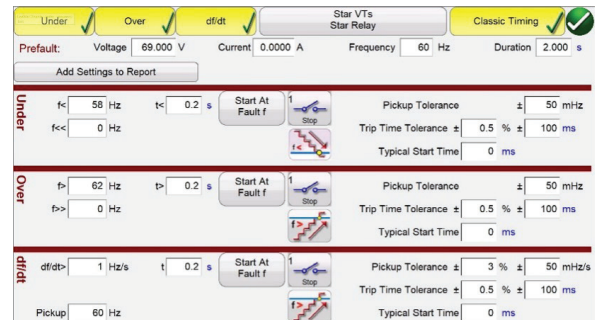 Under Over df/dt Star VTs Star Relay Classic Timing
Prefault: Voltage 69.000 V Current 0.0000 A Frequency 60 Hz Duration 2.000 s
Add Settings to Report
Under
f< 58 Hz t< 0.2 s Start At Fault f 1 Stop Pickup Tolerance ± 50 mHz
f<< 0 Hz f< Trip Time Tolerance ± 0.5 % ± 100 ms
Typical Start Time 0 ms
Over
f> 62 Hz t> 0.2 s Start At Fault f 1 Stop Pickup Tolerance ± 50 mHz
f>> 0 Hz f> Trip Time Tolerance ± 0.5 % ± 100 ms
Typical Start Time 0 ms
df/dt
df/dt> 1 Hz/s t 0.2 s Start At Fault f 1 Stop Pickup Tolerance ± 3 % ± 50 mHz/s
f> Trip Time Tolerance ± 0.5 % ± 100 ms
Pickup 60 Hz Typical Start Time 0 ms